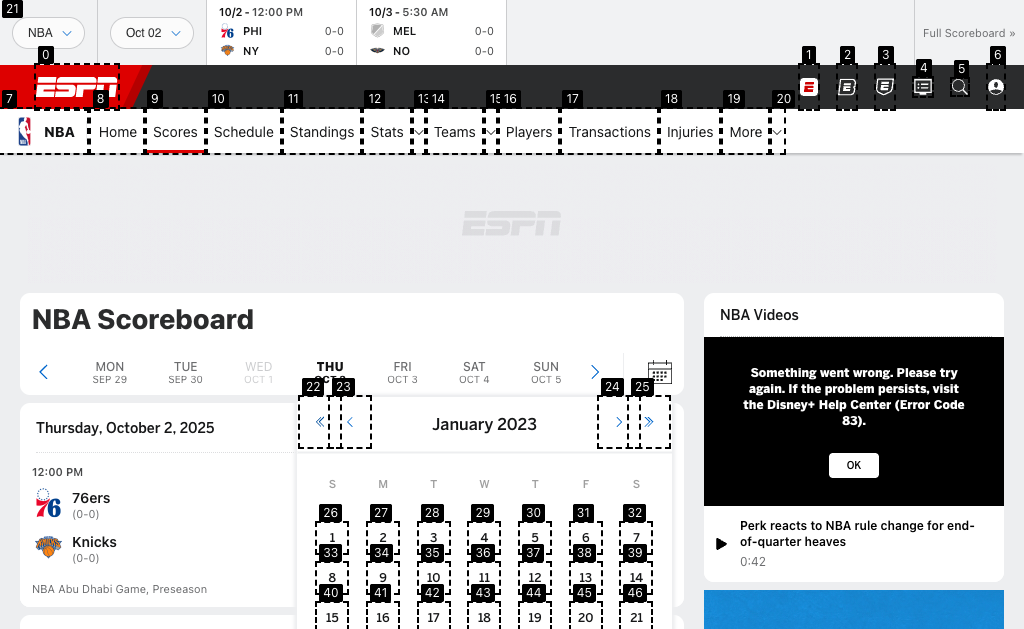 21
NBA
Oct 02
10/2 - 12:00 PM
PHI 0-0
NY 0-0
10/3 - 5:30 AM
MEL 0-0
NO 0-0
Full Scoreboard »
0
1
2
3
4
5
6
ESPN
7
8
9
10
11
12
13
14
15
16
17
18
19
20
NBA
Home
Scores
Schedule
Standings
Stats
Teams
Players
Transactions
Injuries
More
ESPN
NBA Scoreboard
MON
SEP 29
TUE
SEP 30
WED
OCT 1
THU
OCT 2
FRI
OCT 3
SAT
OCT 4
SUN
OCT 5
22
23
24
25
Thursday, October 2, 2025
January 2023
12:00 PM
76ers
(0-0)
Knicks
(0-0)
NBA Abu Dhabi Game, Preseason
S M T W T F S
26 27 28 29 30 31 32
1 2 3 4 5 6 7
33 34 35 36 37 38 39
8 9 10 11 12 13 14
40 41 42 43 44 45 46
15 16 17 18 19 20 21
NBA Videos
Something went wrong. Please try
again. If the problem persists, visit
the Disney+ Help Center (Error Code
83).
OK
Perk reacts to NBA rule change for end-
of-quarter heaves
0:42